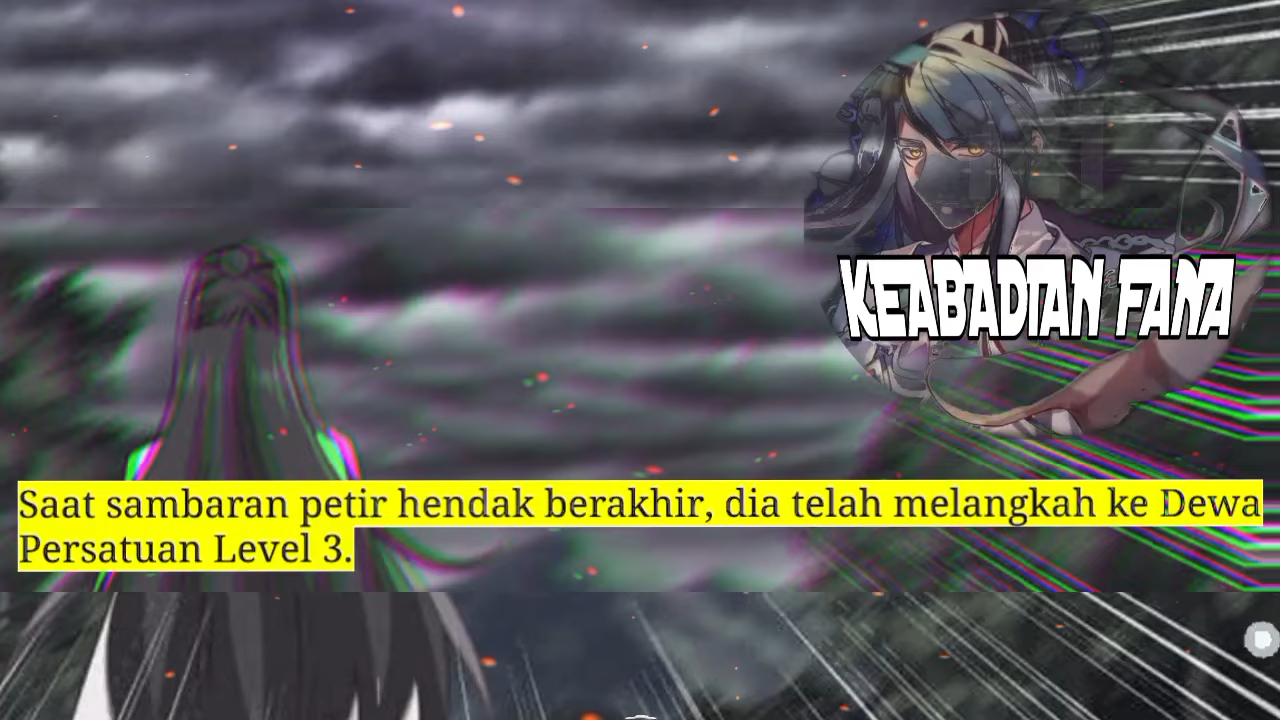 KEABADIAN FANA
Saat sambaran petir hendak berakhir, dia telah melangkah ke Dewa
Persatuan Level 3.